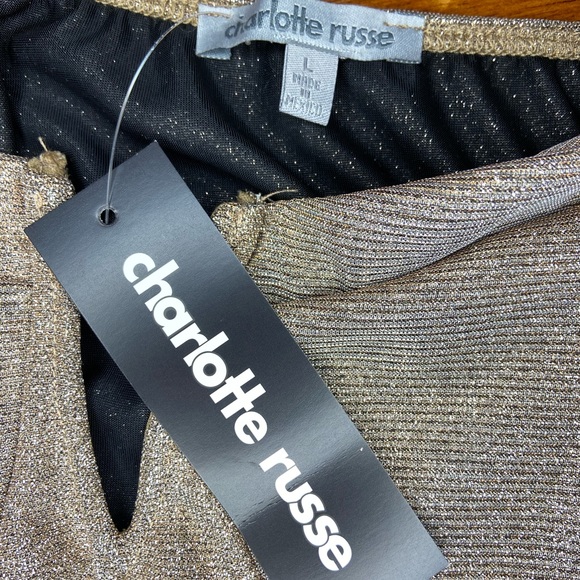 charlotte russe
L
MADE
IN
MEXICO
charlotte russe